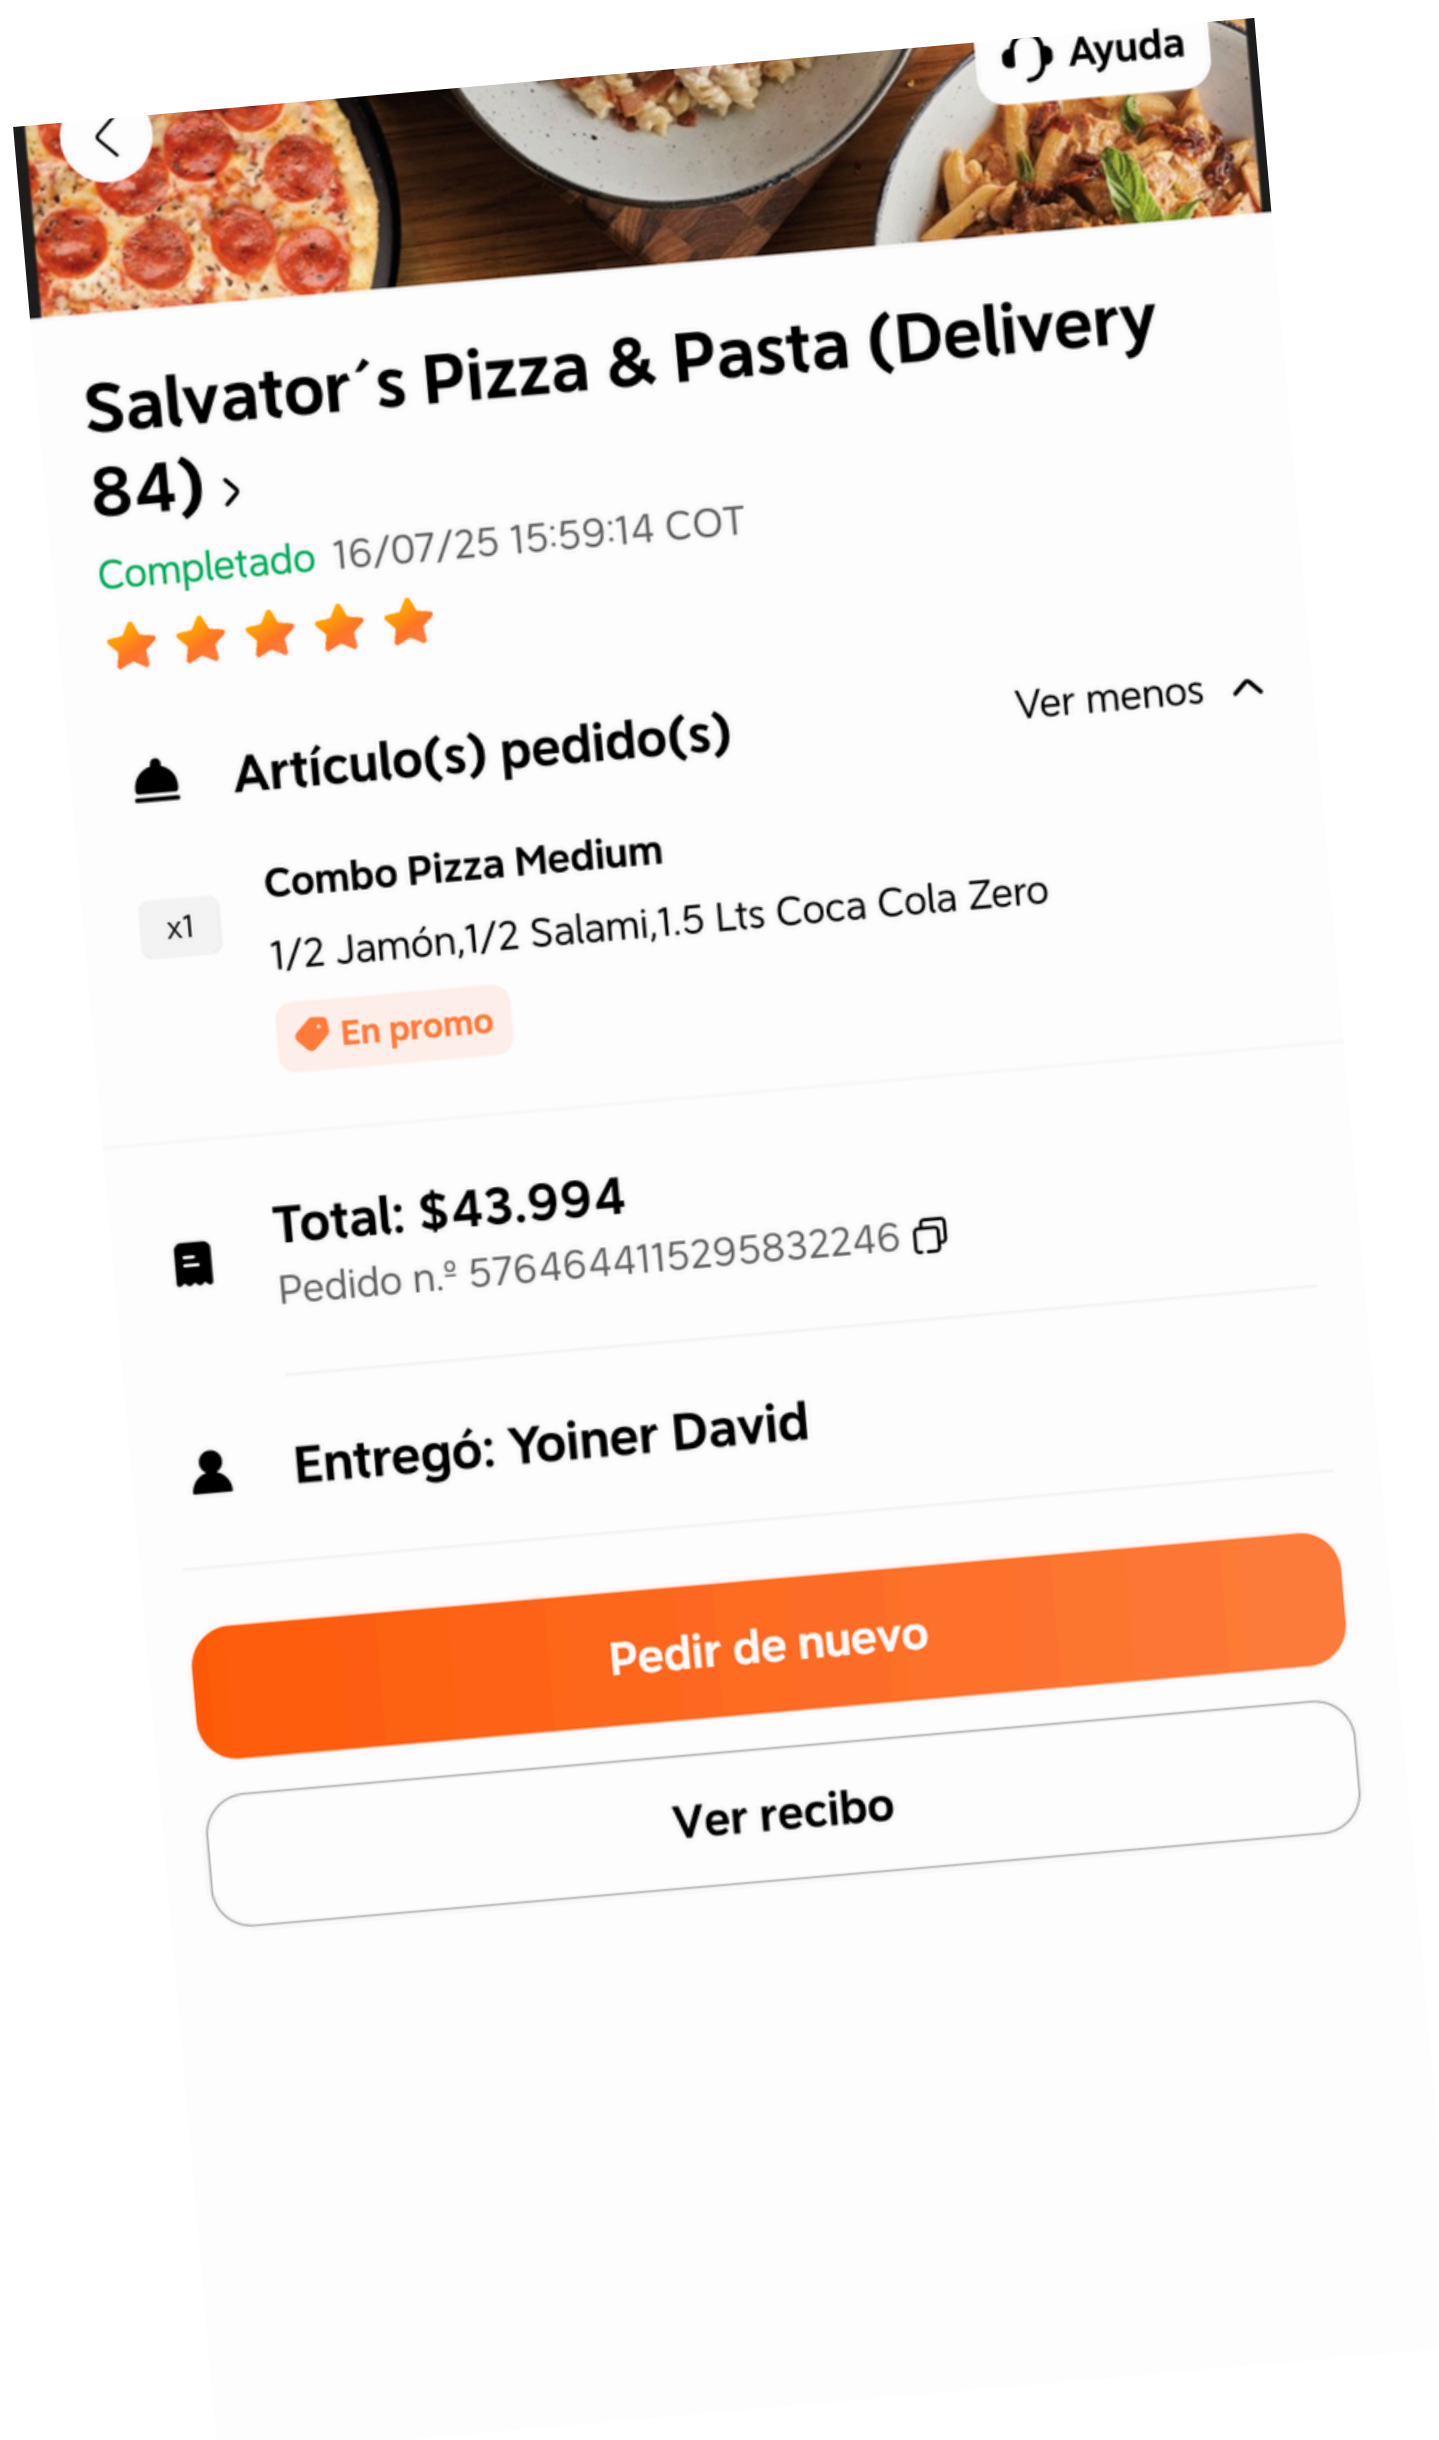 Ayuda
Salvator´s Pizza & Pasta (Delivery
84)
Completado 16/07/25 15:59:14 COT
Artículo(s) pedido(s)
Ver menos
Combo Pizza Medium
x1
1/2 Jamón,1/2 Salami,1.5 Lts Coca Cola Zero
En promo
Total: $43.994
Pedido n.º 5764644115295832246
Entregó: Yoiner David
Pedir de nuevo
Ver recibo